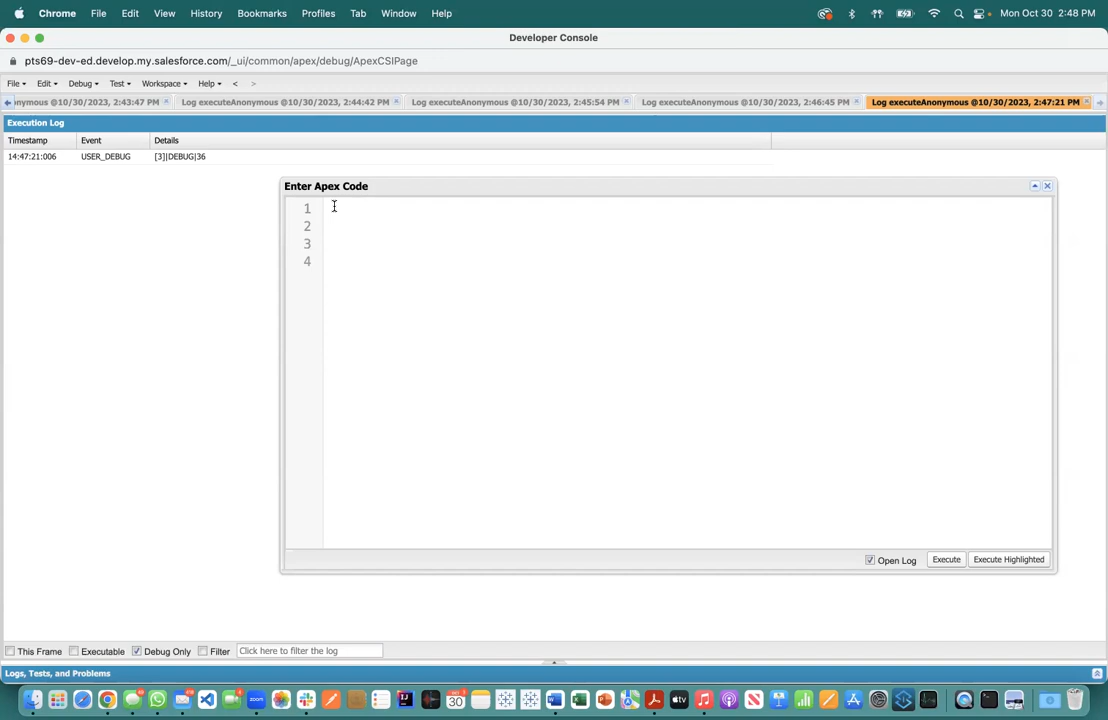 Chrome File Edit View History Bookmarks Profiles Tab Window Help Mon Oct 30 2:48 PM
Developer Console
pts69-dev-ed.develop.my.salesforce.com/_ui/common/apex/debug/ApexCSIPage
File Edit Debug Test Workspace Help < >
nymous @10/30/2023, 2:43:47 PM Log executeAnonymous @10/30/2023, 2:44:42 PM Log executeAnonymous @10/30/2023, 2:45:54 PM Log executeAnonymous @10/30/2023, 2:46:45 PM Log executeAnonymous @10/30/2023, 2:47:21 PM
Execution Log
Timestamp Event Details
14:47:21:006 USER_DEBUG [3]|DEBUG|36
Enter Apex Code
1
2
3
4
Open Log Execute Execute Highlighted
This Frame Executable Debug Only Filter Click here to filter the log
Logs, Tests, and Problems